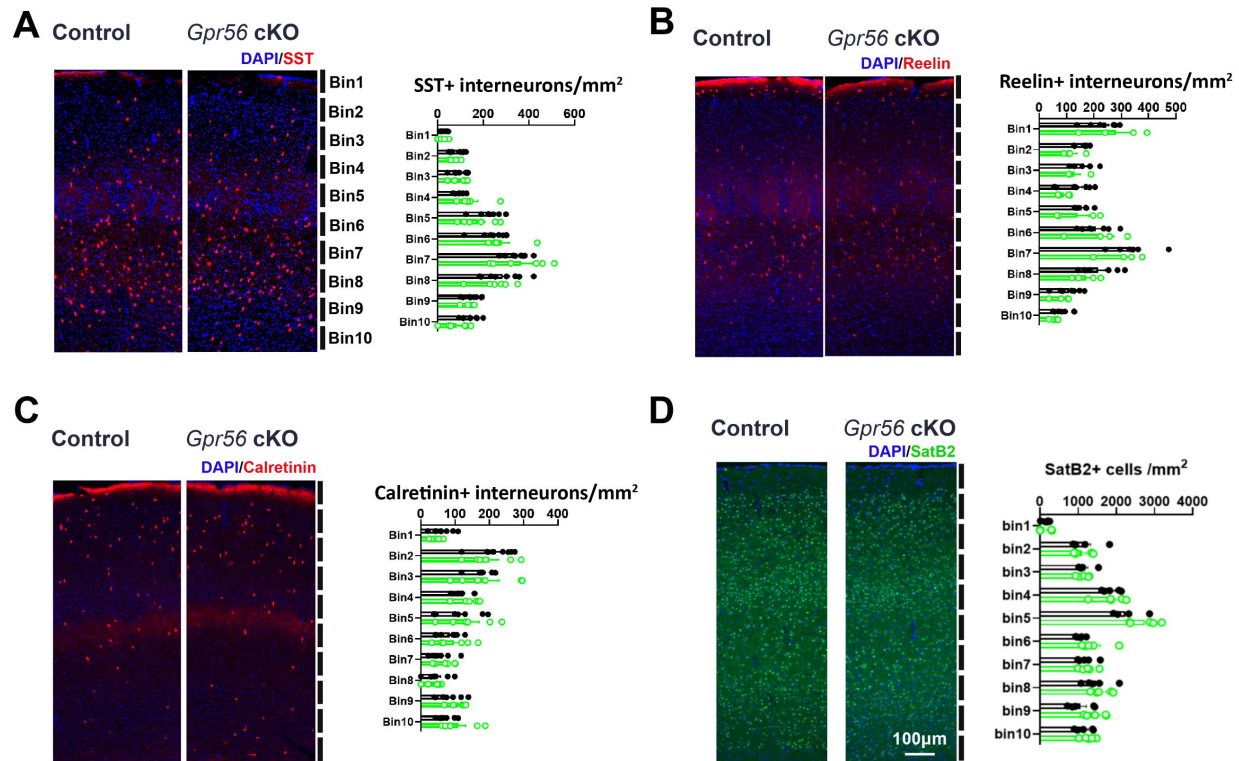 A
Control
Gpr56 cKO
DAPI/SST
Bin1
Bin2
Bin3
Bin4
Bin5
Bin6
Bin7
Bin8
Bin9
Bin10
SST+ interneurons/mm²
0 200 400 600
Bin1
Bin2
Bin3
Bin4
Bin5
Bin6
Bin7
Bin8
Bin9
Bin10
B
Control
Gpr56 cKO
DAPI/Reelin
Reelin+ interneurons/mm²
0 100 200 300 400 500
Bin1
Bin2
Bin3
Bin4
Bin5
Bin6
Bin7
Bin8
Bin9
Bin10
C
Control
Gpr56 cKO
DAPI/Calretinin
Calretinin+ interneurons/mm²
0 100 200 300 400
Bin1
Bin2
Bin3
Bin4
Bin5
Bin6
Bin7
Bin8
Bin9
Bin10
D
Control
Gpr56 cKO
DAPI/SatB2
100μm
SatB2+ cells /mm²
0 1000 2000 3000 4000
bin1
bin2
bin3
bin4
bin5
bin6
bin7
bin8
bin9
bin10